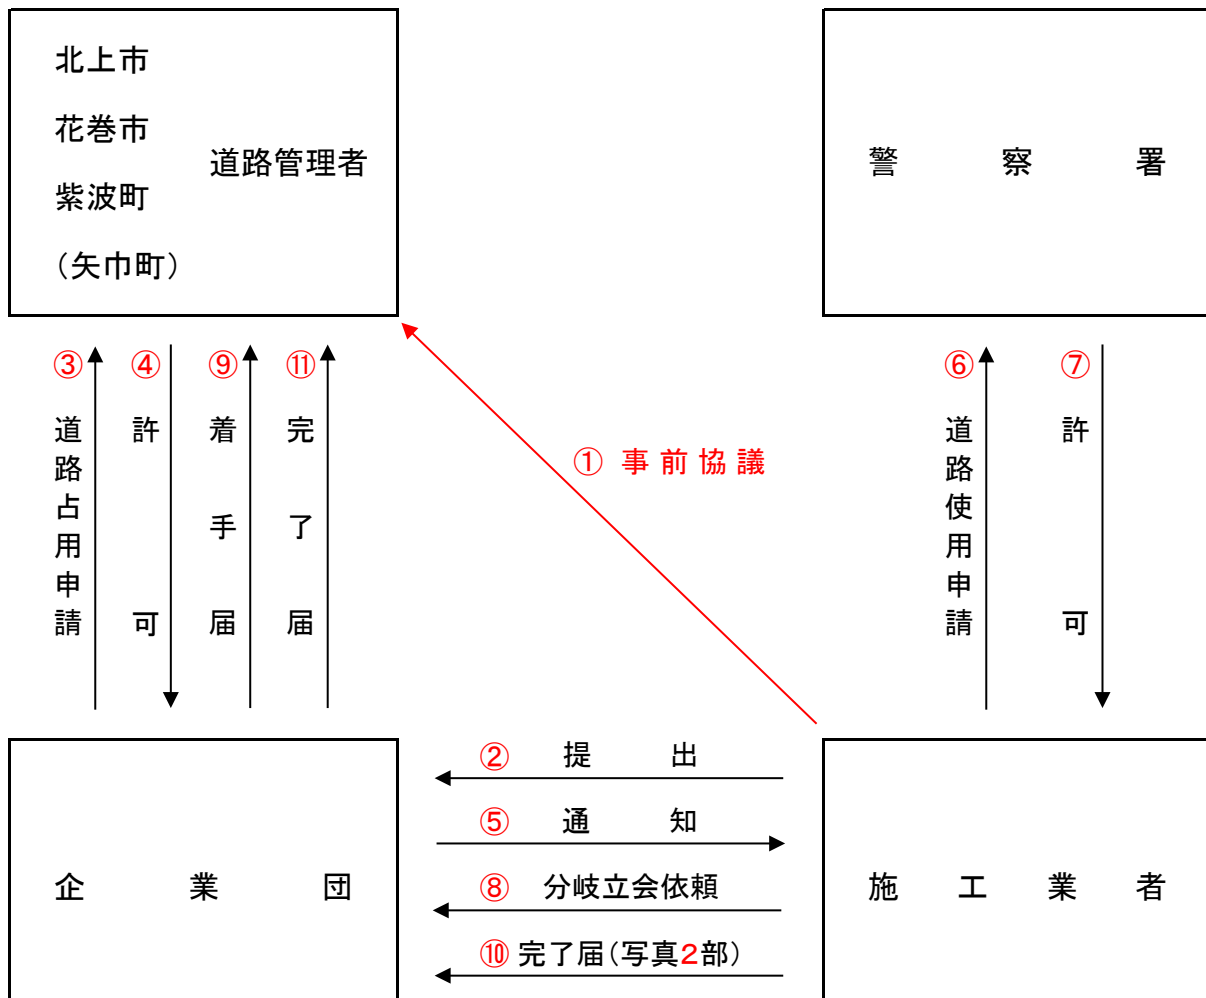 北上市
花巻市
道路管理者
紫波町
（矢巾町）
警察署
③
道路占用申請
④
許可
⑨
着手届
⑪
完了届
① 事前協議
⑥
道路使用申請
⑦
許可
② 提出
⑤ 通知
⑧ 分岐立会依頼
⑩ 完了届（写真２部）
企業団
施工業者